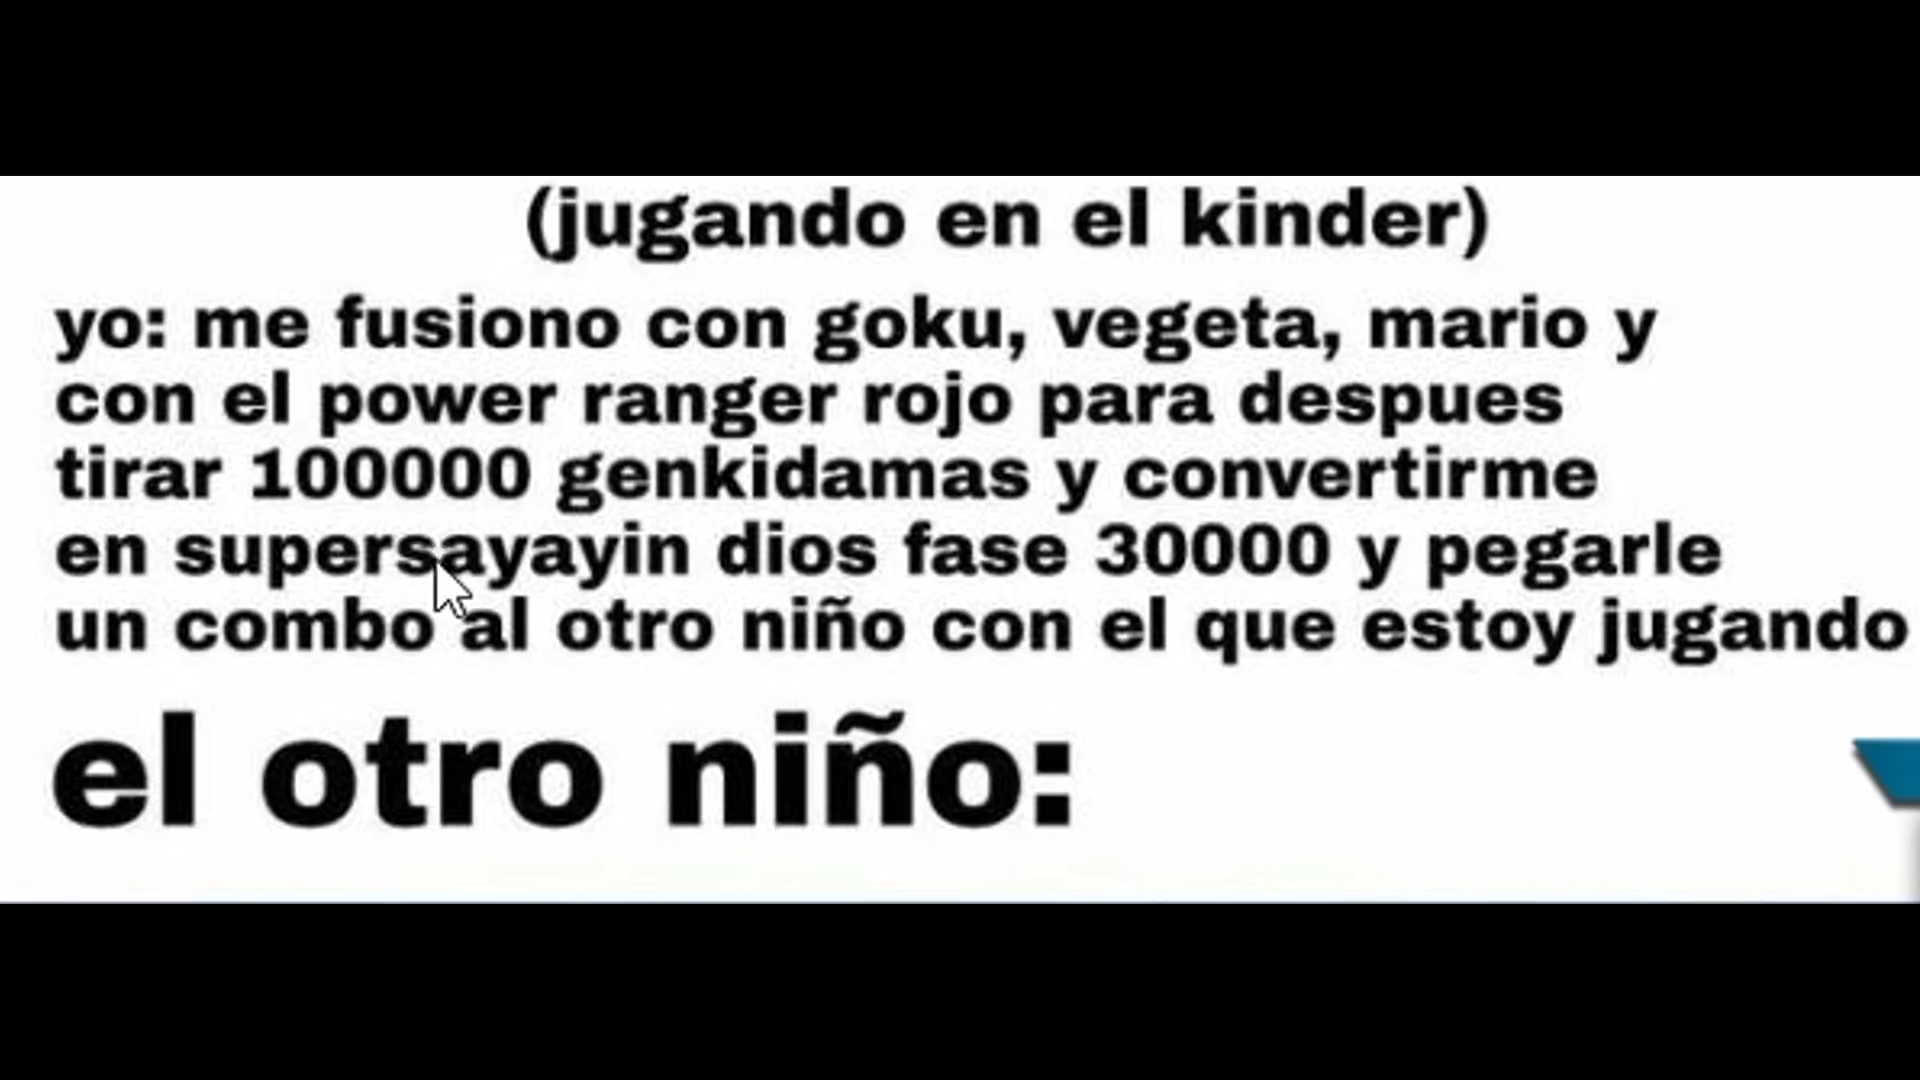 (jugando en el kinder)
yo: me fusiono con goku, vegeta, mario y
con el power ranger rojo para despues
tirar 100000 genkidamas y convertirme
en supersayayin dios fase 30000 y pegarle
un combo al otro niño con el que estoy jugando
el otro niño: